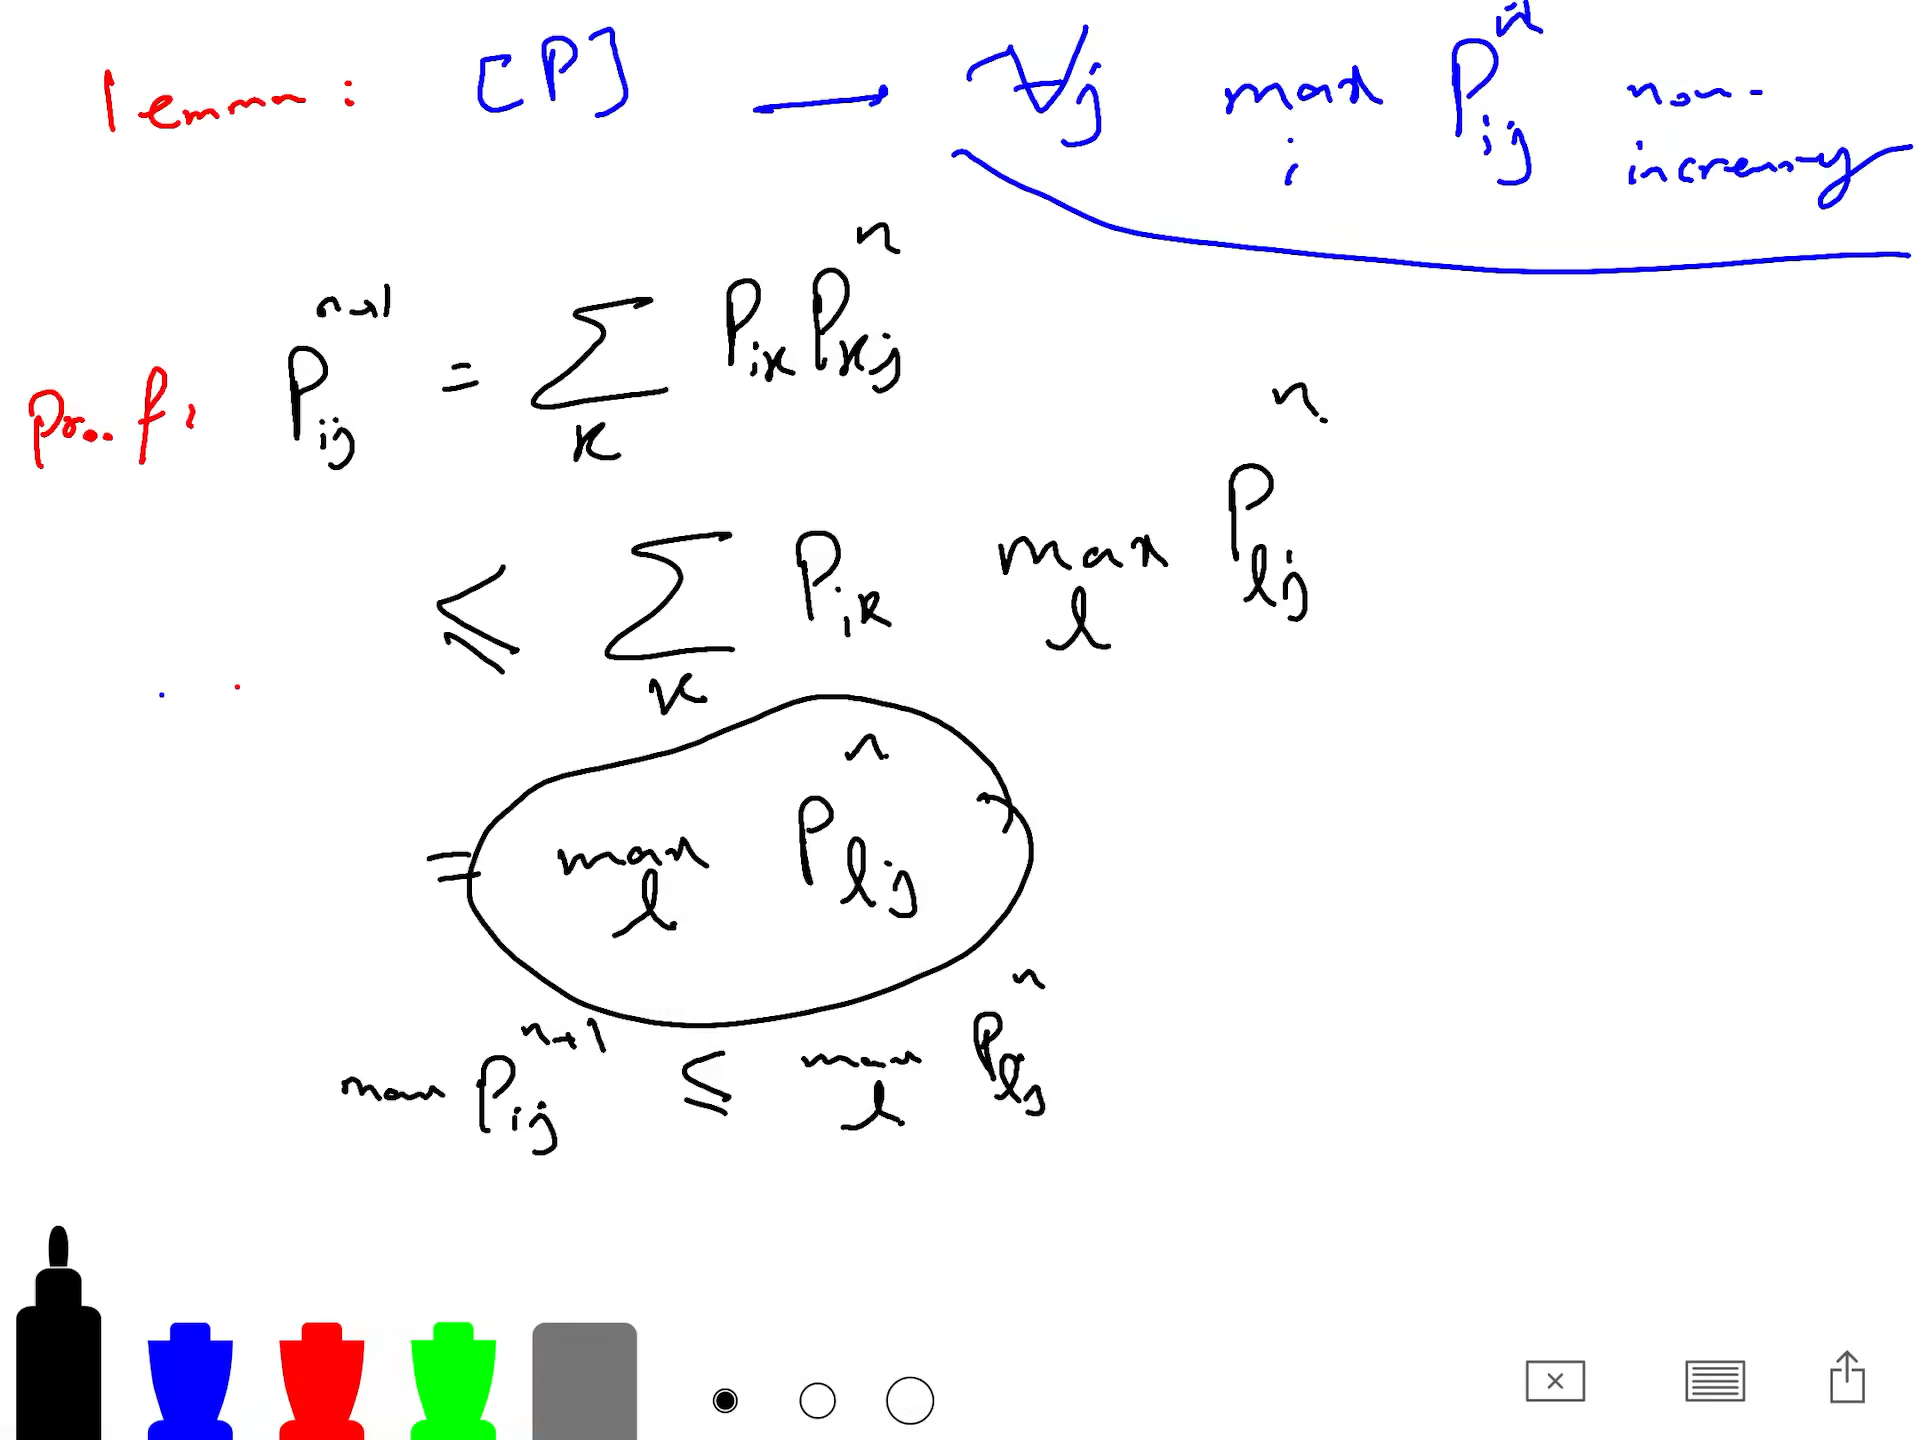 lemma: [P] ⟶ ∀j max_i P_ij^n non-increasing
Proof: P_ij^{n+1} = Σ_k P_ik P_kj^n
≤ Σ_k P_ik max_l P_lj^n
= max_l P_lj^n
max P_ij^{n+1} ≤ max_l P_lj^n